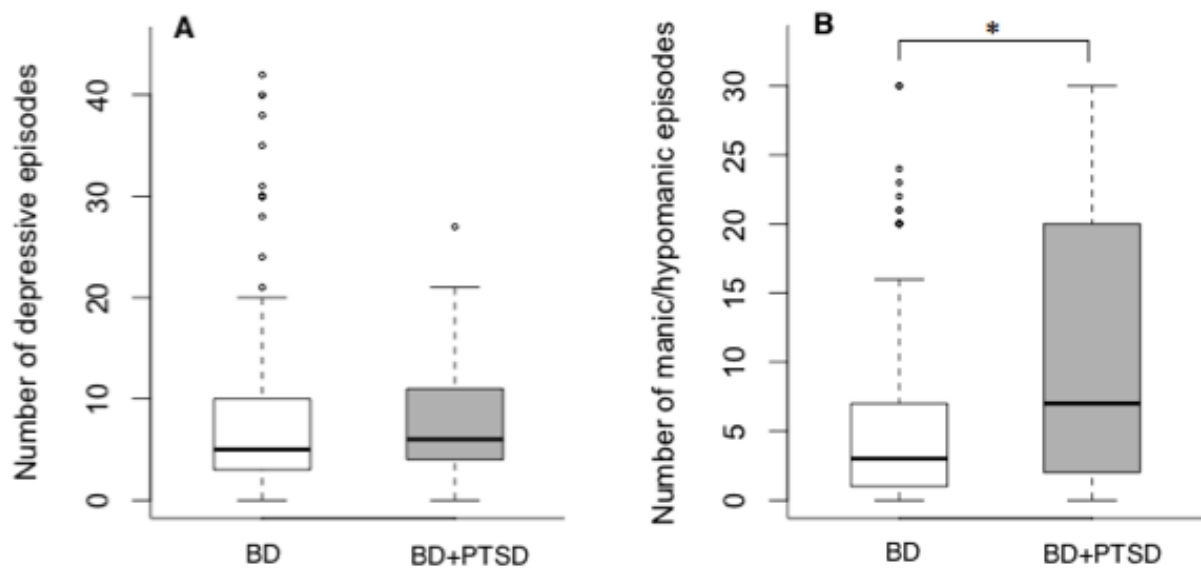 A
Number of depressive episodes
40
30
20
10
0
BD
BD+PTSD
B
*
Number of manic/hypomanic episodes
30
25
20
15
10
5
0
BD
BD+PTSD